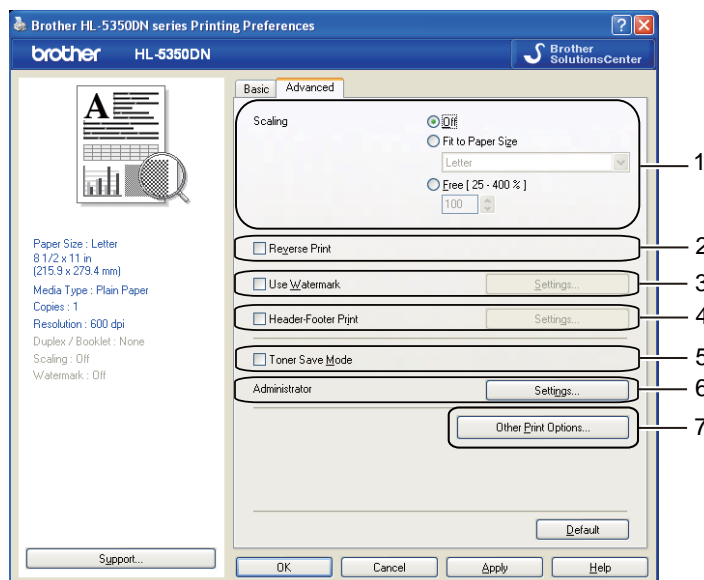 Brother HL-5350DN series Printing Preferences
brother HL-5350DN
Brother
SolutionsCenter
Basic Advanced
A
Scaling
Off
Fit to Paper Size
Letter
Free [ 25 - 400 % ]
100
1
Paper Size : Letter
8 1/2 x 11 in
(215.9 x 279.4 mm)
Media Type : Plain Paper
Copies : 1
Resolution : 600 dpi
Duplex / Booklet : None
Scaling : Off
Watermark : Off
Reverse Print
2
Use Watermark Settings...
3
Header-Footer Print Settings...
4
Toner Save Mode
5
Administrator Settings...
6
Other Print Options...
7
Default
Support...
OK Cancel Apply Help